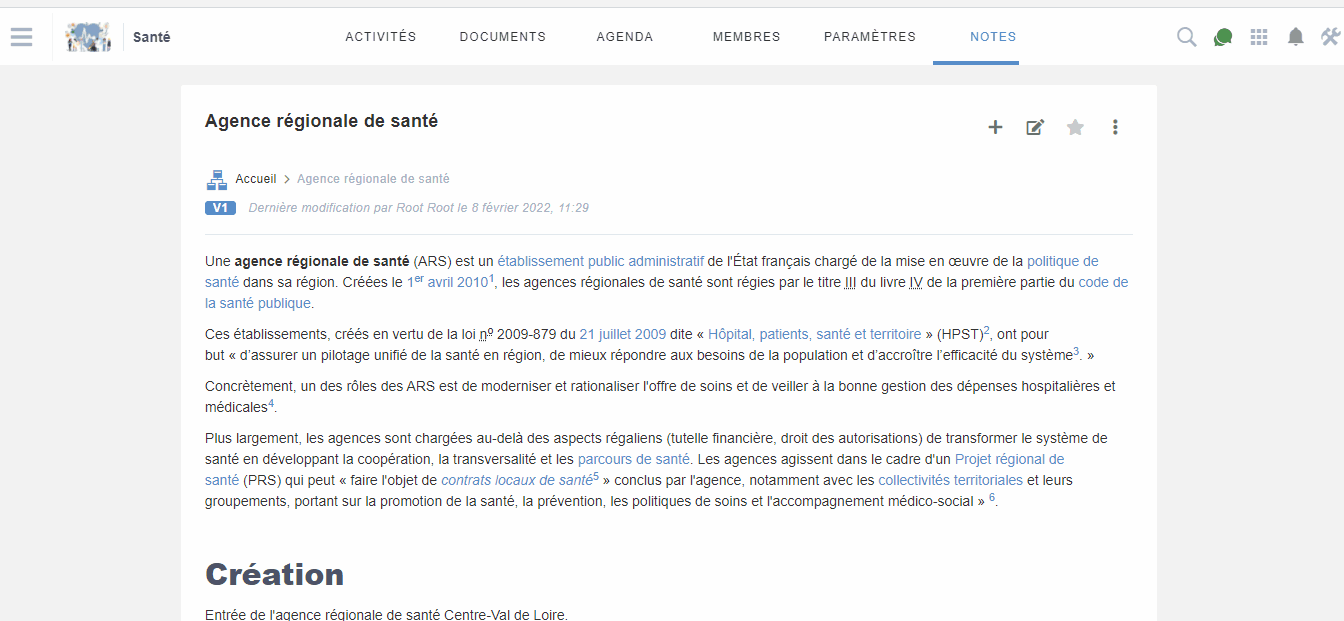 Santé
ACTIVITÉS DOCUMENTS AGENDA MEMBRES PARAMÈTRES NOTES
Agence régionale de santé
Accueil > Agence régionale de santé
V1 Dernière modification par Root Root le 8 février 2022, 11:29
Une agence régionale de santé (ARS) est un établissement public administratif de l'État français chargé de la mise en œuvre de la politique de
santé dans sa région. Créées le 1er avril 2010¹, les agences régionales de santé sont régies par le titre III du livre IV de la première partie du code de
la santé publique.
Ces établissements, créés en vertu de la loi nº 2009-879 du 21 juillet 2009 dite « Hôpital, patients, santé et territoire » (HPST)², ont pour
but « d’assurer un pilotage unifié de la santé en région, de mieux répondre aux besoins de la population et d’accroître l’efficacité du système³. »
Concrètement, un des rôles des ARS est de moderniser et rationaliser l'offre de soins et de veiller à la bonne gestion des dépenses hospitalières et
médicales⁴.
Plus largement, les agences sont chargées au-delà des aspects régaliens (tutelle financière, droit des autorisations) de transformer le système de
santé en développant la coopération, la transversalité et les parcours de santé. Les agences agissent dans le cadre d'un Projet régional de
santé (PRS) qui peut « faire l'objet de contrats locaux de santé⁵ » conclus par l'agence, notamment avec les collectivités territoriales et leurs
groupements, portant sur la promotion de la santé, la prévention, les politiques de soins et l'accompagnement médico-social » ⁶.
Création
Entrée de l'agence régionale de santé Centre-Val de Loire.